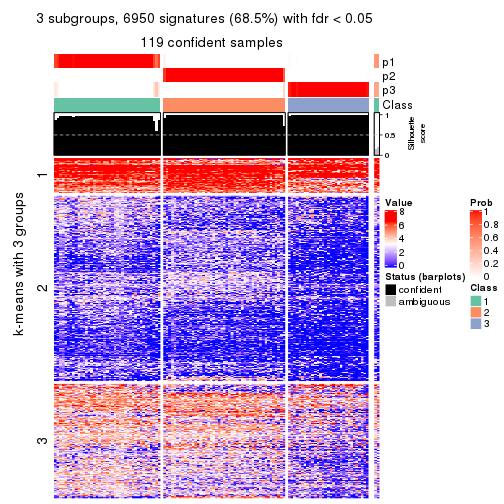 3 subgroups, 6950 signatures (68.5%) with fdr < 0.05
119 confident samples
p1
p2
p3
Class
1
0.5
0
Silhouette
score
k-means with 3 groups
1
2
3
Value
8
6
4
2
0
Status (barplots)
confident
ambiguous
Prob
1
0.8
0.6
0.4
0.2
0
Class
1
2
3